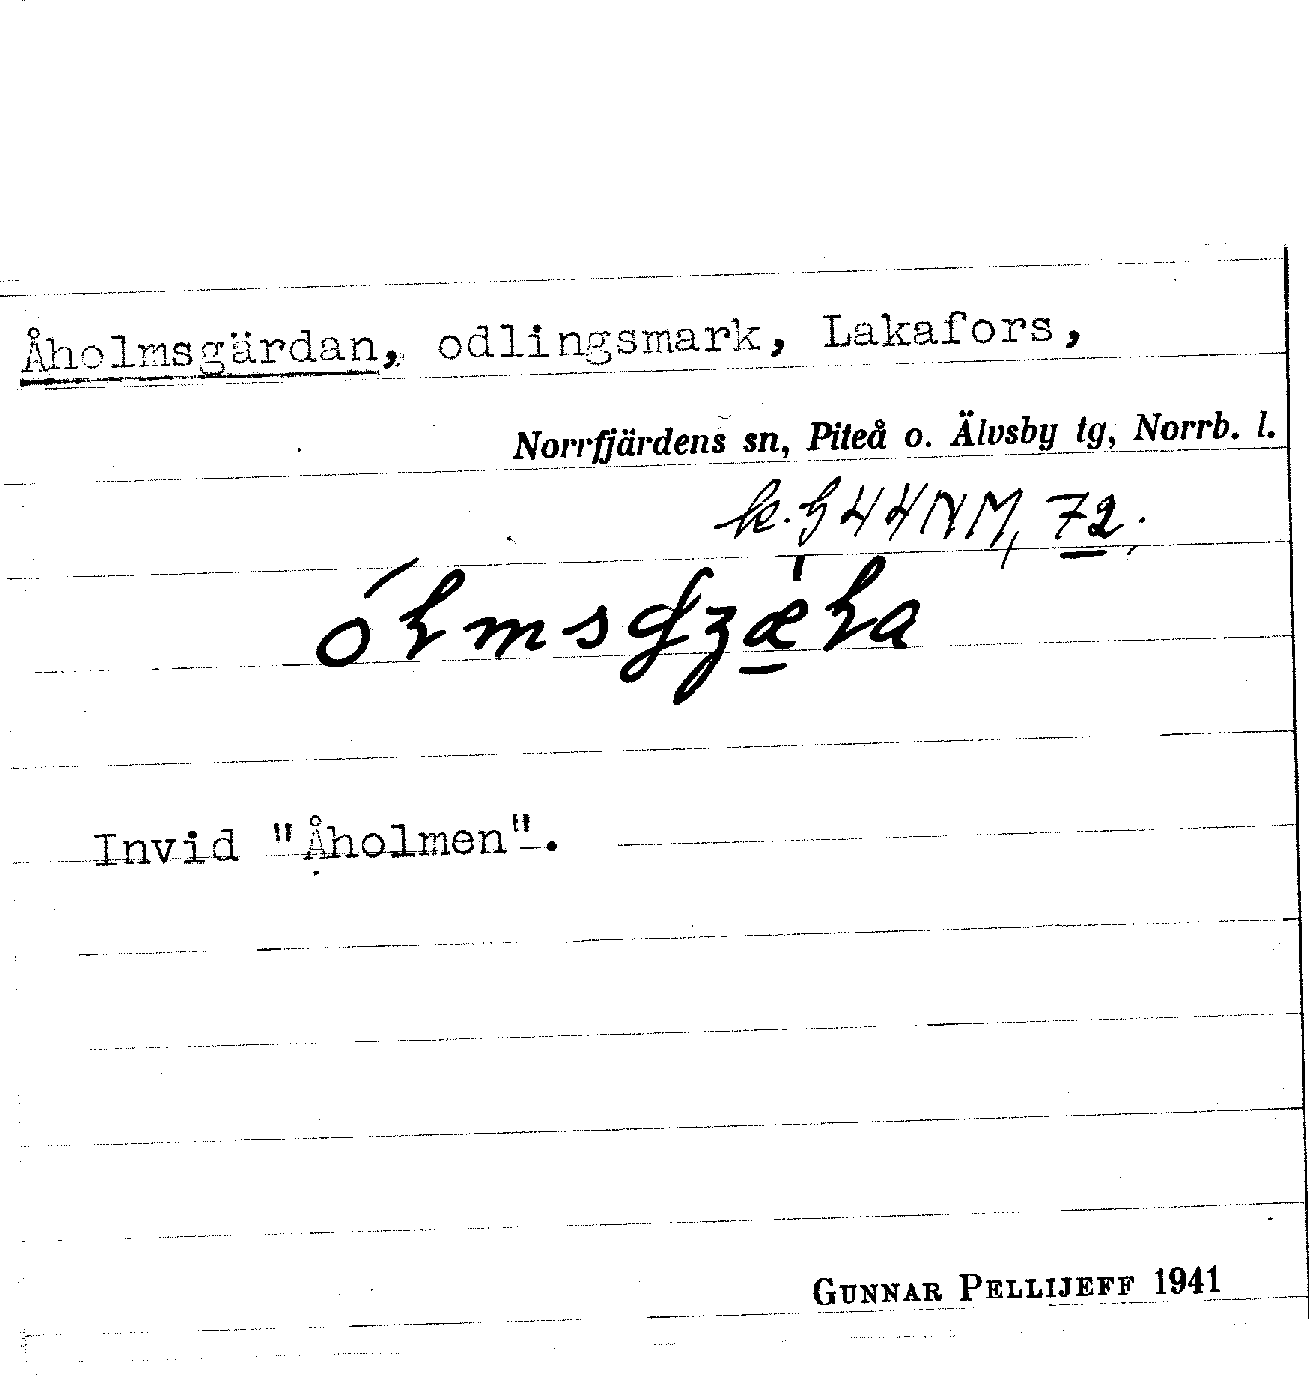 Åholmsgärdan, odlingsmark, Lakafors,
Norrfjärdens sn, Piteå o. Älvsby tg, Norrb. l.
Invid "Åholmen".
GUNNAR PELLIJEFF 1941